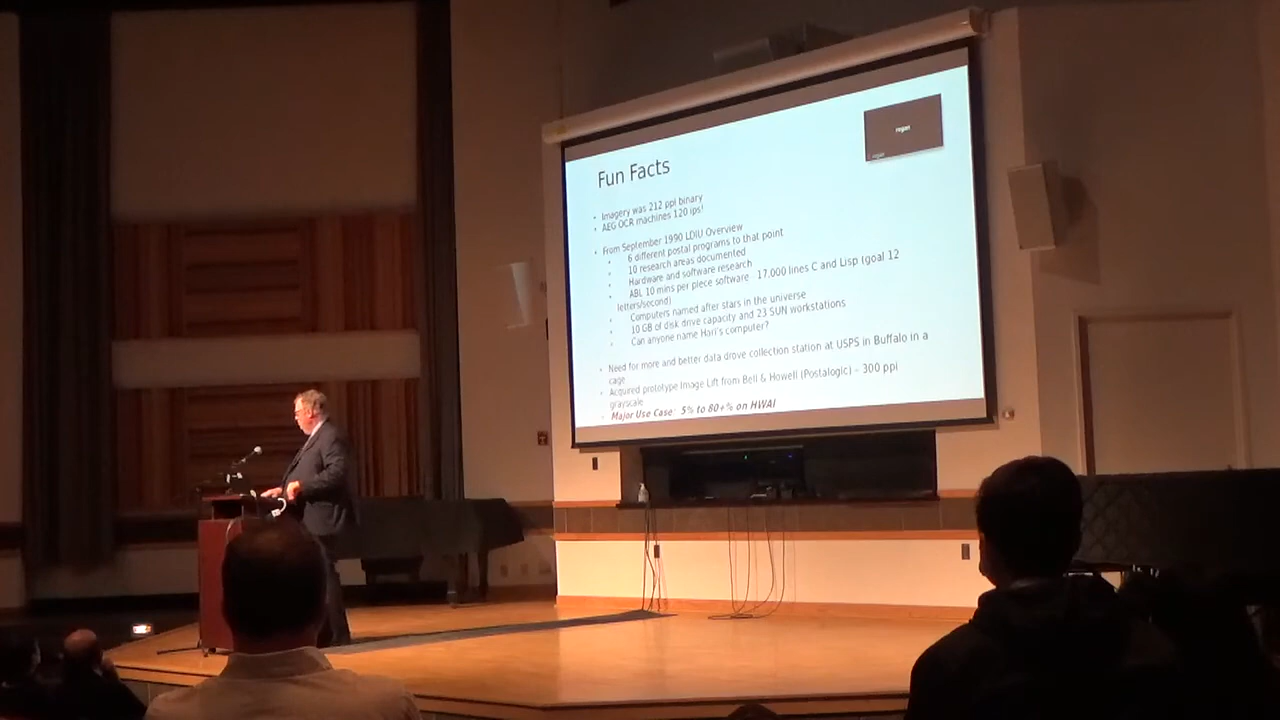 regan
regan
Fun Facts
• Imagery was 212 ppi binary
• AEG OCR machines 120 ips!
• From September 1990 LDIU Overview
• 6 different postal programs to that point
• 10 research areas documented
• Hardware and software research
• ABL 10 mins per piece software - 17,000 lines C and Lisp (goal 12
letters/second)
• Computers named after stars in the universe
• 10 GB of disk drive capacity and 23 SUN workstations
• Can anyone name Hari's computer?
• Need for more and better data drove collection station at USPS in Buffalo in a
cage
• Acquired prototype Image Lift from Bell & Howell (Postalogic) – 300 ppi
grayscale
• Major Use Case: 5% to 80+% on HWAI